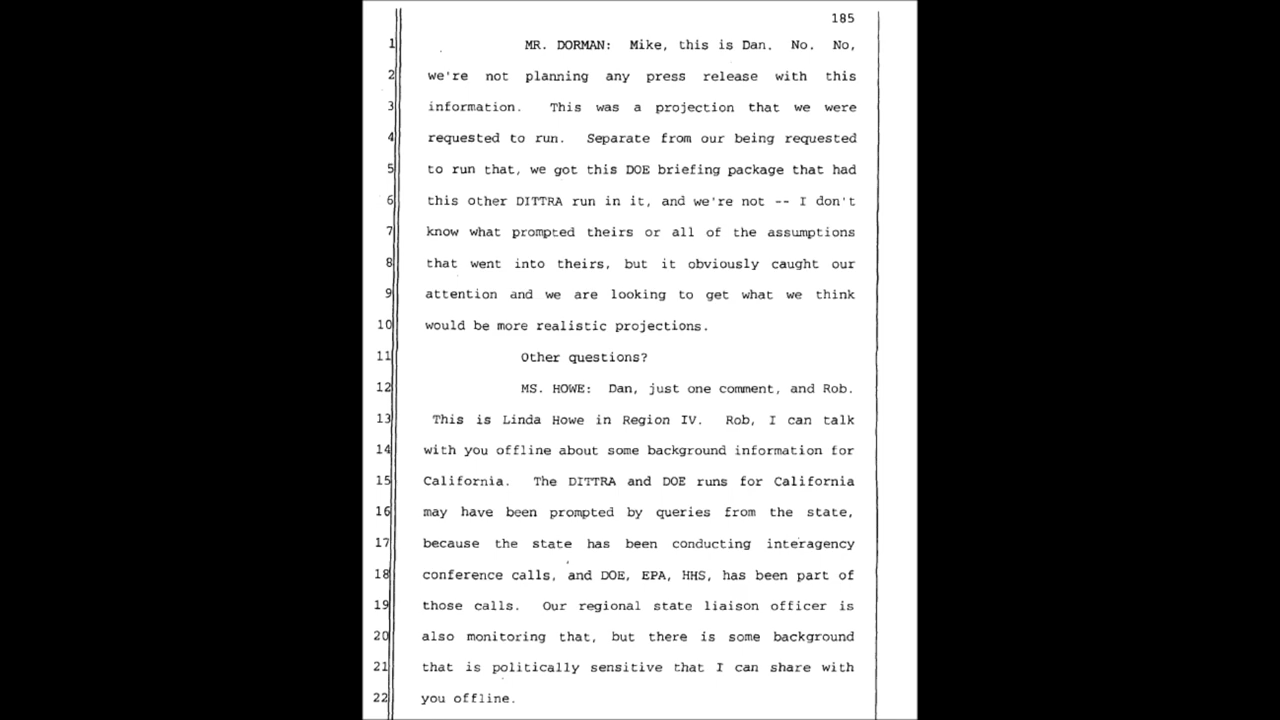 185
1 MR. DORMAN: Mike, this is Dan. No. No,
2 we're not planning any press release with this
3 information. This was a projection that we were
4 requested to run. Separate from our being requested
5 to run that, we got this DOE briefing package that had
6 this other DITTRA run in it, and we're not -- I don't
7 know what prompted theirs or all of the assumptions
8 that went into theirs, but it obviously caught our
9 attention and we are looking to get what we think
10 would be more realistic projections.
11 Other questions?
12 MS. HOWE: Dan, just one comment, and Rob.
13 This is Linda Howe in Region IV. Rob, I can talk
14 with you offline about some background information for
15 California. The DITTRA and DOE runs for California
16 may have been prompted by queries from the state,
17 because the state has been conducting interagency
18 conference calls, and DOE, EPA, HHS, has been part of
19 those calls. Our regional state liaison officer is
20 also monitoring that, but there is some background
21 that is politically sensitive that I can share with
22 you offline.